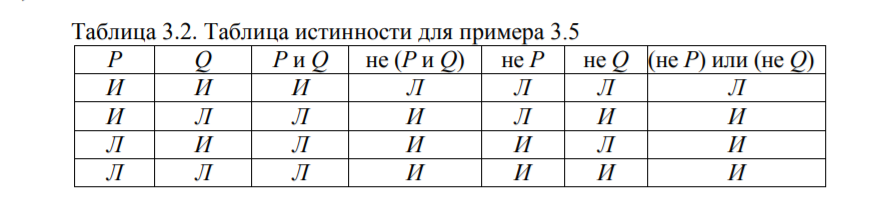 Таблица 3.2. Таблица истинности для примера 3.5
P Q P и Q не (P и Q) не P не Q (не P) или (не Q)
И И И Л Л Л Л
И Л Л И Л И И
Л И Л И И Л И
Л Л Л И И И И